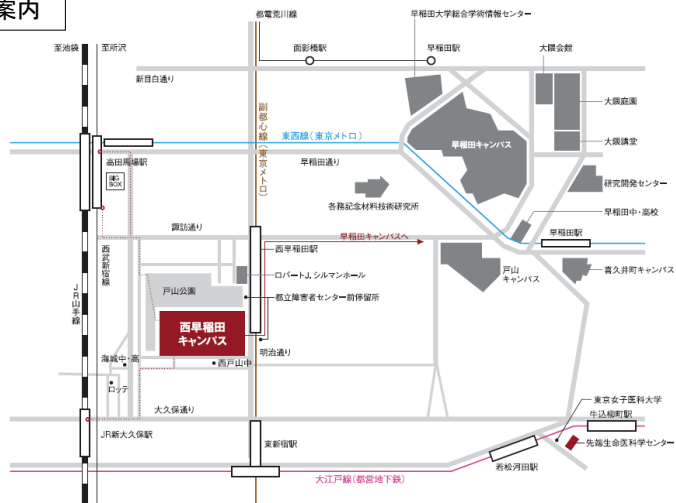 案内
都電荒川線
早稲田大学総合学術情報センター
至池袋
至所沢
面影橋駅
早稲田駅
大隈会館
新目白通り
大隈庭園
副都心線(東京メトロ)
東西線(東京メトロ)
早稲田キャンパス
大隈講堂
高田馬場駅
早稲田通り
BIG
BOX
研究開発センター
各務記念材料技術研究所
早稲田中・高校
諏訪通り
早稲田キャンパスへ
早稲田駅
西武新宿線
西早稲田駅
戸山
キャンパス
喜久井町キャンパス
ロバートJ.シルマンホール
戸山公園
都立障害者センター前停留所
JR山手線
西早稲田
キャンパス
明治通り
海城中・高
西戸山中
ロッテ
東京女子医科大学
大久保通り
牛込柳町駅
JR新大久保駅
東新宿駅
先端生命医科学センター
若松河田駅
大江戸線(都営地下鉄)